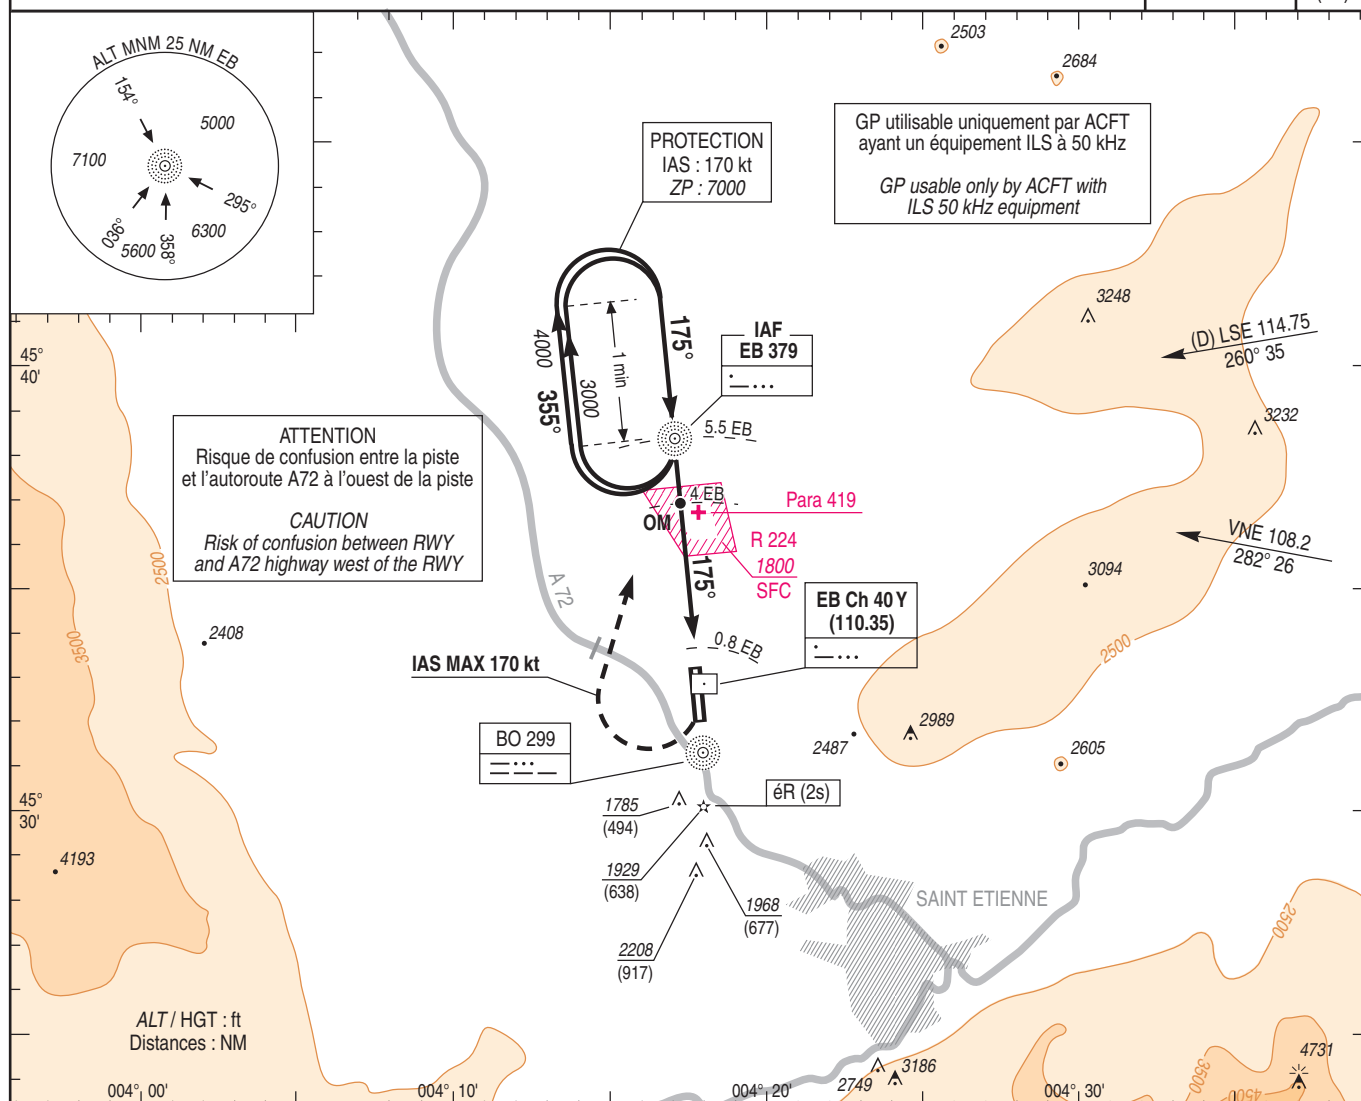 ALT MNM 25 NM EB
154°
5000
7100
295°
036°
5600
358°
6300
2503
2684
PROTECTION
IAS : 170 kt
ZP : 7000
GP utilisable uniquement par ACFT
ayant un équipement ILS à 50 kHz
GP usable only by ACFT with
ILS 50 kHz equipment
3248
(D) LSE 114.75
260° 35
45°
40'
4000
355°
3000
1 min
175°
IAF
EB 379
5.5 EB
3232
ATTENTION
Risque de confusion entre la piste
et l'autoroute A72 à l'ouest de la piste
CAUTION
Risk of confusion between RWY
and A72 highway west of the RWY
4 EB
OM
Para 419
R 224
1800
SFC
VNE 108.2
282° 26
2500
3500
2408
A 72
175°
3094
EB Ch 40 Y
(110.35)
0.8 EB
2500
IAS MAX 170 kt
BO 299
2487
2989
2605
45°
30'
1785
(494)
éR (2s)
4193
1929
(638)
1968
(677)
SAINT ETIENNE
2208
(917)
2500
ALT / HGT : ft
Distances : NM
2749
3186
3500
4500
4731
004° 00'
004° 10'
004° 20'
004° 30'